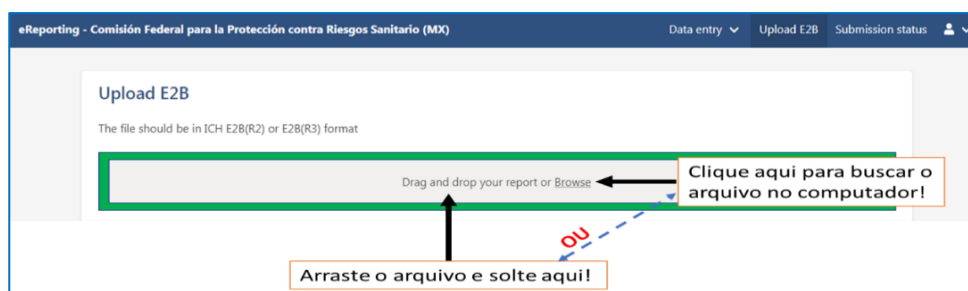 eReporting - Comisión Federal para la Protección contra Riesgos Sanitario (MX) Data entry Upload E2B Submission status
Upload E2B
The file should be in ICH E2B(R2) or E2B(R3) format
Drag and drop your report or Browse
Clique aqui para buscar o
arquivo no computador!
OU
Arraste o arquivo e solte aqui!